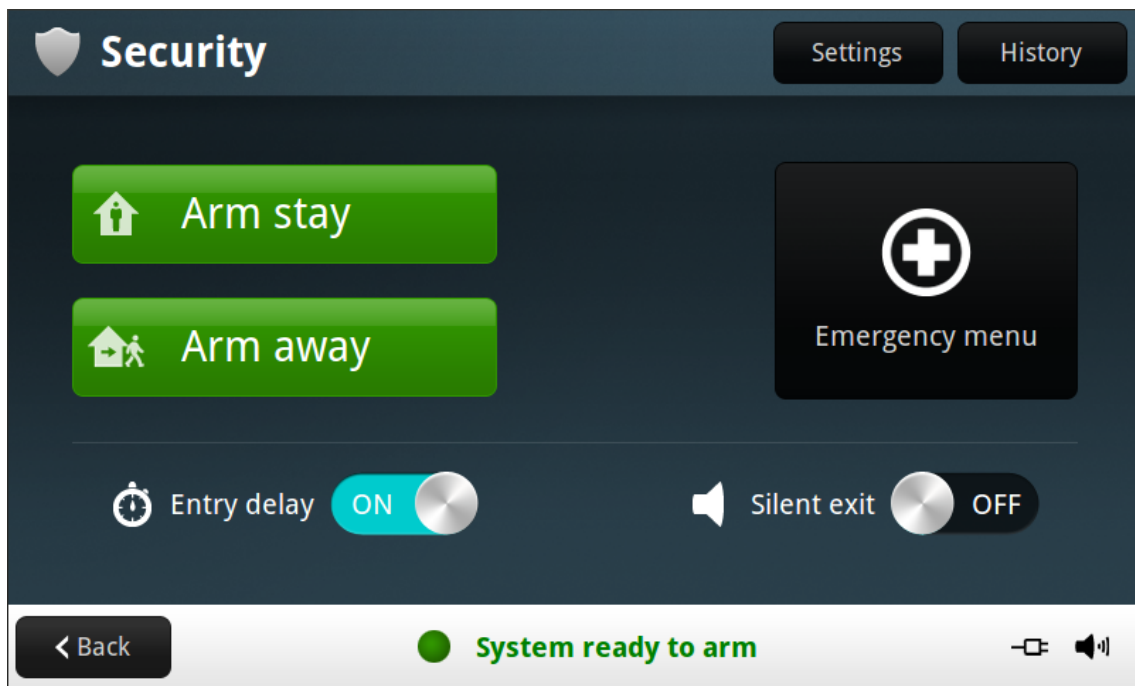 Security
Settings
History
Arm stay
Arm away
Emergency menu
Entry delay
ON
Silent exit
OFF
Back
System ready to arm